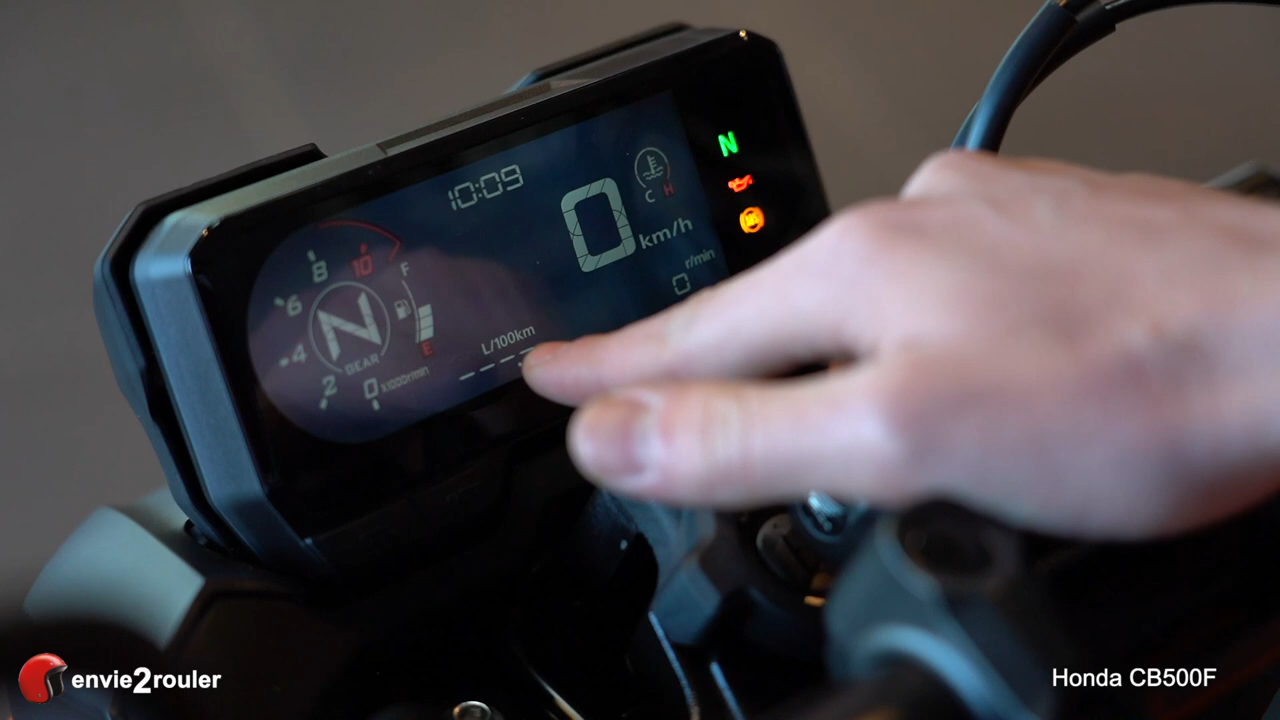 10:09
0
km/h
C H
N
0 r/min
8 10 F
6
N
GEAR
4
E
2 0 x1000r/min
L/100km
----
envie2rouler
Honda CB500F